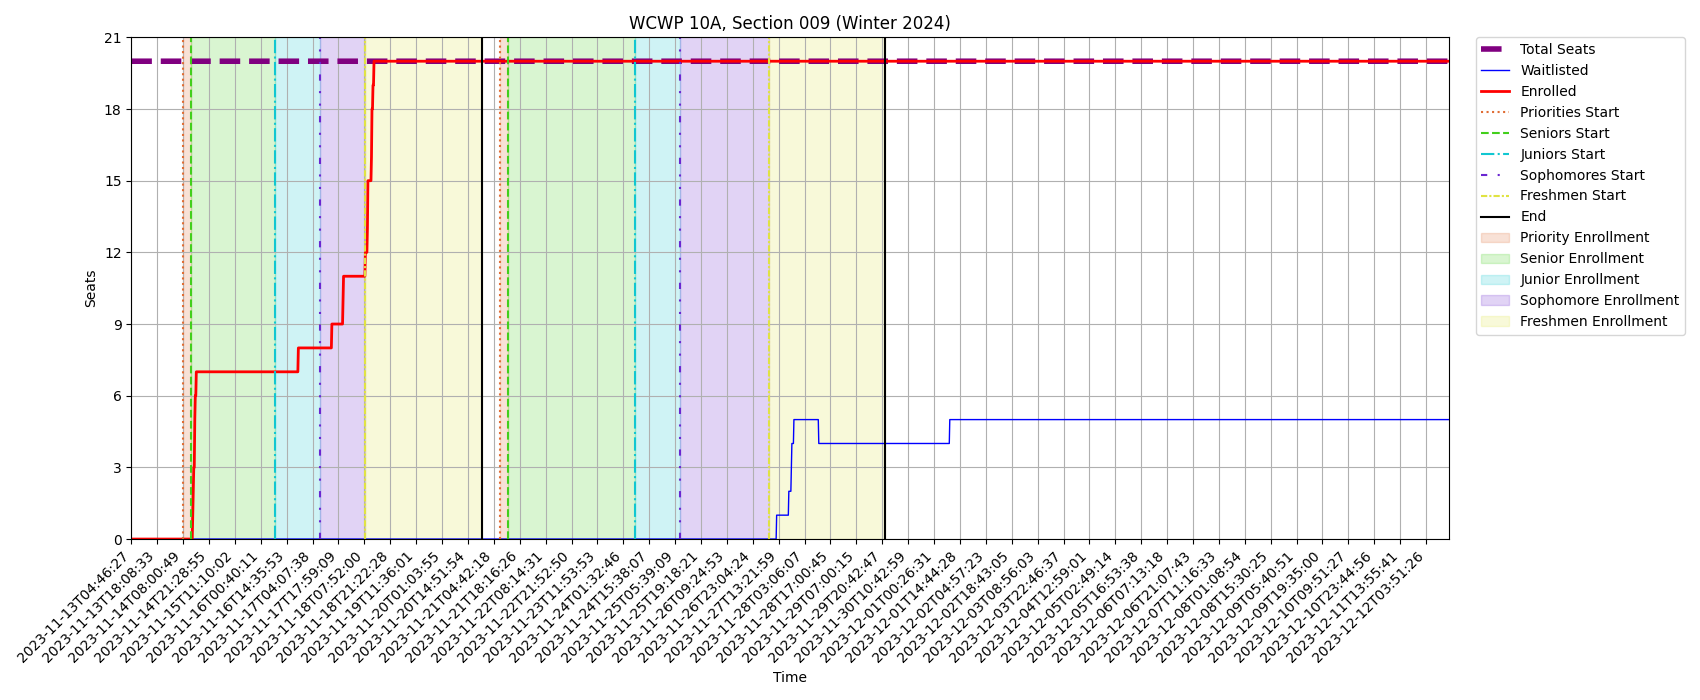 WCWP 10A, Section 009 (Winter 2024)
21
18
15
12
9
6
3
0
Seats
2023-11-13T04:46:27
2023-11-13T18:08:33
2023-11-14T08:00:49
2023-11-14T21:28:55
2023-11-15T11:10:02
2023-11-16T00:40:11
2023-11-16T14:35:53
2023-11-17T04:07:38
2023-11-17T17:59:09
2023-11-18T07:52:00
2023-11-18T21:22:28
2023-11-19T11:36:01
2023-11-20T01:03:55
2023-11-20T14:51:54
2023-11-21T04:42:18
2023-11-21T18:16:26
2023-11-22T08:14:31
2023-11-22T21:52:50
2023-11-23T11:53:53
2023-11-24T01:32:46
2023-11-24T15:38:07
2023-11-25T05:39:09
2023-11-25T19:18:21
2023-11-26T09:24:53
2023-11-26T23:04:24
2023-11-27T13:21:59
2023-11-28T03:06:07
2023-11-28T17:00:45
2023-11-29T07:00:15
2023-11-29T20:42:47
2023-11-30T10:42:59
2023-12-01T00:26:31
2023-12-01T14:44:28
2023-12-02T04:57:23
2023-12-02T18:43:05
2023-12-03T08:56:03
2023-12-03T22:46:37
2023-12-04T12:59:01
2023-12-05T02:49:14
2023-12-05T16:53:38
2023-12-06T07:13:18
2023-12-06T21:07:43
2023-12-07T11:16:33
2023-12-08T01:08:54
2023-12-08T15:30:25
2023-12-09T05:40:51
2023-12-09T19:35:00
2023-12-10T09:51:27
2023-12-10T23:44:56
2023-12-11T13:55:41
2023-12-12T03:51:26
Time
Total Seats
Waitlisted
Enrolled
Priorities Start
Seniors Start
Juniors Start
Sophomores Start
Freshmen Start
End
Priority Enrollment
Senior Enrollment
Junior Enrollment
Sophomore Enrollment
Freshmen Enrollment